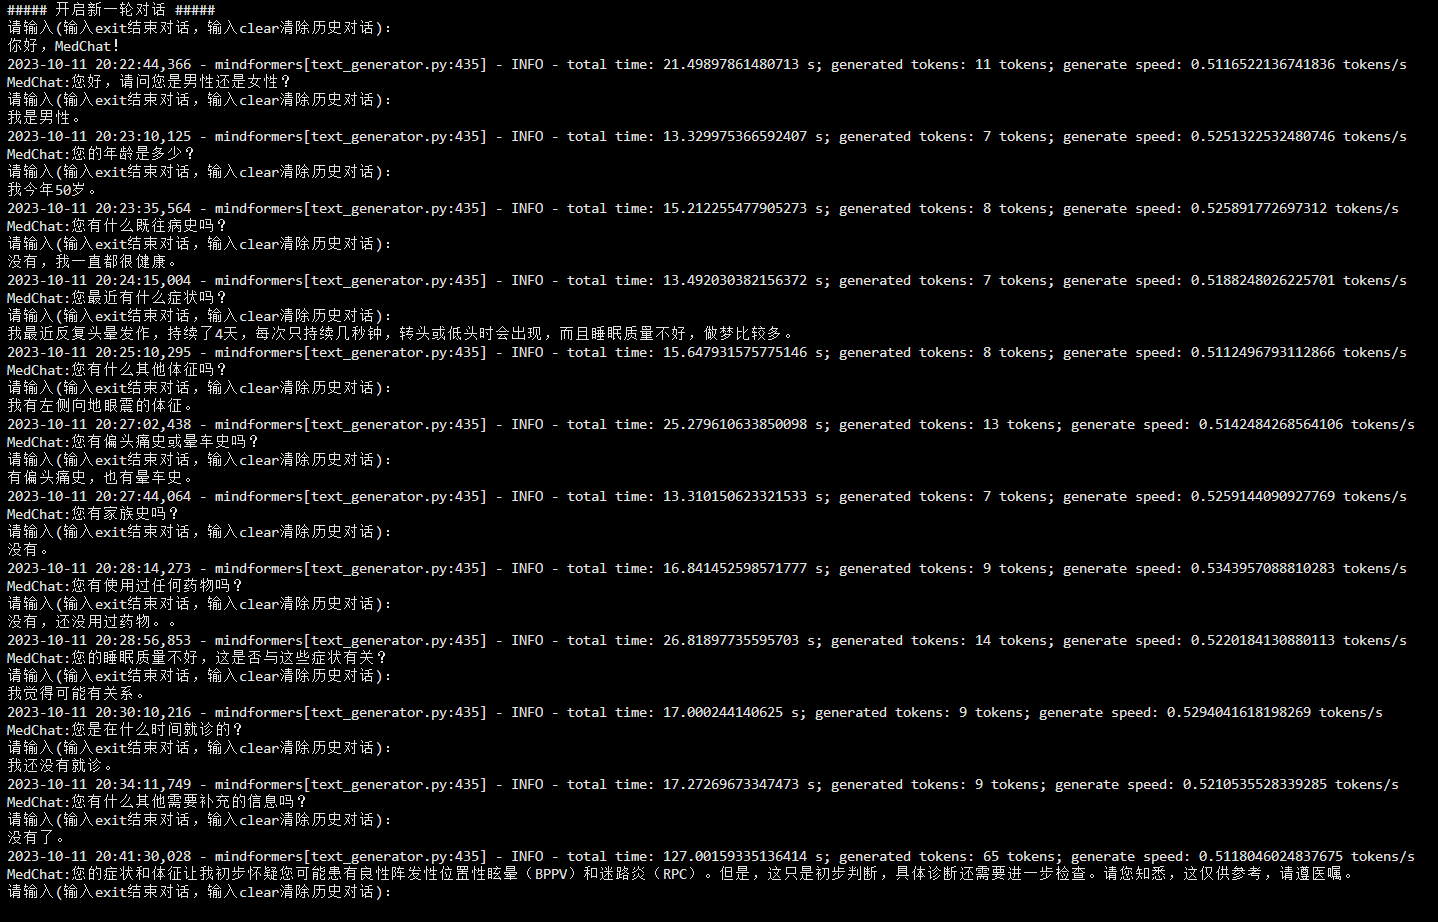 ##### 开启新一轮对话 #####
请输入(输入exit结束对话，输入clear清除历史对话)：
你好，MedChat！
2023-10-11 20:22:44,366 - mindformers[text_generator.py:435] - INFO - total time: 21.49897861480713 s; generated tokens: 11 tokens; generate speed: 0.5116522136741836 tokens/s
MedChat:您好，请问您是男性还是女性？
请输入(输入exit结束对话，输入clear清除历史对话)：
我是男性。
2023-10-11 20:23:10,125 - mindformers[text_generator.py:435] - INFO - total time: 13.329975366592407 s; generated tokens: 7 tokens; generate speed: 0.5251322532480746 tokens/s
MedChat:您的年龄是多少？
请输入(输入exit结束对话，输入clear清除历史对话)：
我今年50岁。
2023-10-11 20:23:35,564 - mindformers[text_generator.py:435] - INFO - total time: 15.212255477905273 s; generated tokens: 8 tokens; generate speed: 0.525891772697312 tokens/s
MedChat:您有什么既往病史吗？
请输入(输入exit结束对话，输入clear清除历史对话)：
没有，我一直都很健康。
2023-10-11 20:24:15,004 - mindformers[text_generator.py:435] - INFO - total time: 13.492030382156372 s; generated tokens: 7 tokens; generate speed: 0.5188248026225701 tokens/s
MedChat:您最近有什么症状吗？
请输入(输入exit结束对话，输入clear清除历史对话)：
我最近反复头晕发作，持续了4天，每次只持续几秒钟，转头或低头时会出现，而且睡眠质量不好，做梦比较多。
2023-10-11 20:25:10,295 - mindformers[text_generator.py:435] - INFO - total time: 15.647931575775146 s; generated tokens: 8 tokens; generate speed: 0.5112496793112866 tokens/s
MedChat:您有什么其他体征吗？
请输入(输入exit结束对话，输入clear清除历史对话)：
我有左侧向地眼震的体征。
2023-10-11 20:27:02,438 - mindformers[text_generator.py:435] - INFO - total time: 25.279610633850098 s; generated tokens: 13 tokens; generate speed: 0.5142484268564106 tokens/s
MedChat:您有偏头痛史或晕车史吗？
请输入(输入exit结束对话，输入clear清除历史对话)：
有偏头痛史，也有晕车史。
2023-10-11 20:27:44,064 - mindformers[text_generator.py:435] - INFO - total time: 13.310150623321533 s; generated tokens: 7 tokens; generate speed: 0.5259144090927769 tokens/s
MedChat:您有家族史吗？
请输入(输入exit结束对话，输入clear清除历史对话)：
没有。
2023-10-11 20:28:14,273 - mindformers[text_generator.py:435] - INFO - total time: 16.841452598571777 s; generated tokens: 9 tokens; generate speed: 0.5343957088810283 tokens/s
MedChat:您有使用过任何药物吗？
请输入(输入exit结束对话，输入clear清除历史对话)：
没有，还没用过药物。。
2023-10-11 20:28:56,853 - mindformers[text_generator.py:435] - INFO - total time: 26.81897735595703 s; generated tokens: 14 tokens; generate speed: 0.5220184130880113 tokens/s
MedChat:您的睡眠质量不好，这是否与这些症状有关？
请输入(输入exit结束对话，输入clear清除历史对话)：
我觉得可能有关系。
2023-10-11 20:30:10,216 - mindformers[text_generator.py:435] - INFO - total time: 17.000244140625 s; generated tokens: 9 tokens; generate speed: 0.5294041618198269 tokens/s
MedChat:您是在什么时间就诊的？
请输入(输入exit结束对话，输入clear清除历史对话)：
我还没有就诊。
2023-10-11 20:34:11,749 - mindformers[text_generator.py:435] - INFO - total time: 17.27269673347473 s; generated tokens: 9 tokens; generate speed: 0.5210535528339285 tokens/s
MedChat:您有什么其他需要补充的信息吗？
请输入(输入exit结束对话，输入clear清除历史对话)：
没有了。
2023-10-11 20:41:30,028 - mindformers[text_generator.py:435] - INFO - total time: 127.00159335136414 s; generated tokens: 65 tokens; generate speed: 0.5118046024837675 tokens/s
MedChat:您的症状和体征让我初步怀疑您可能患有良性阵发性位置性眩晕（BPPV）和迷路炎（RPC）。但是，这只是初步判断，具体诊断还需要进一步检查。请您知悉，这仅供参考，请遵医嘱。
请输入(输入exit结束对话，输入clear清除历史对话)：